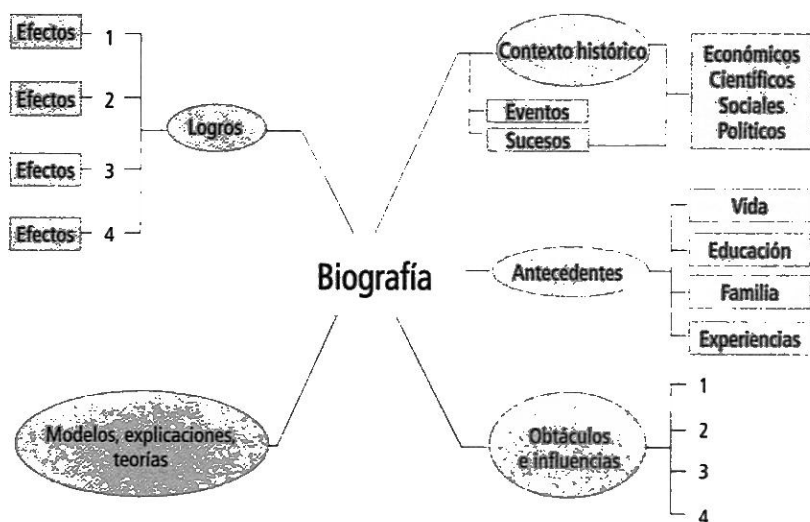 Efectos
1
Efectos
2
Efectos
3
Efectos
4
Logros
Contexto histórico
Eventos
Sucesos
Económicos
Científicos
Sociales
Políticos
Biografía
Antecedentes
Vida
Educación
Familia
Experiencias
Modelos, explicaciones,
teorías
Obtáculos
e influencias
1
2
3
4